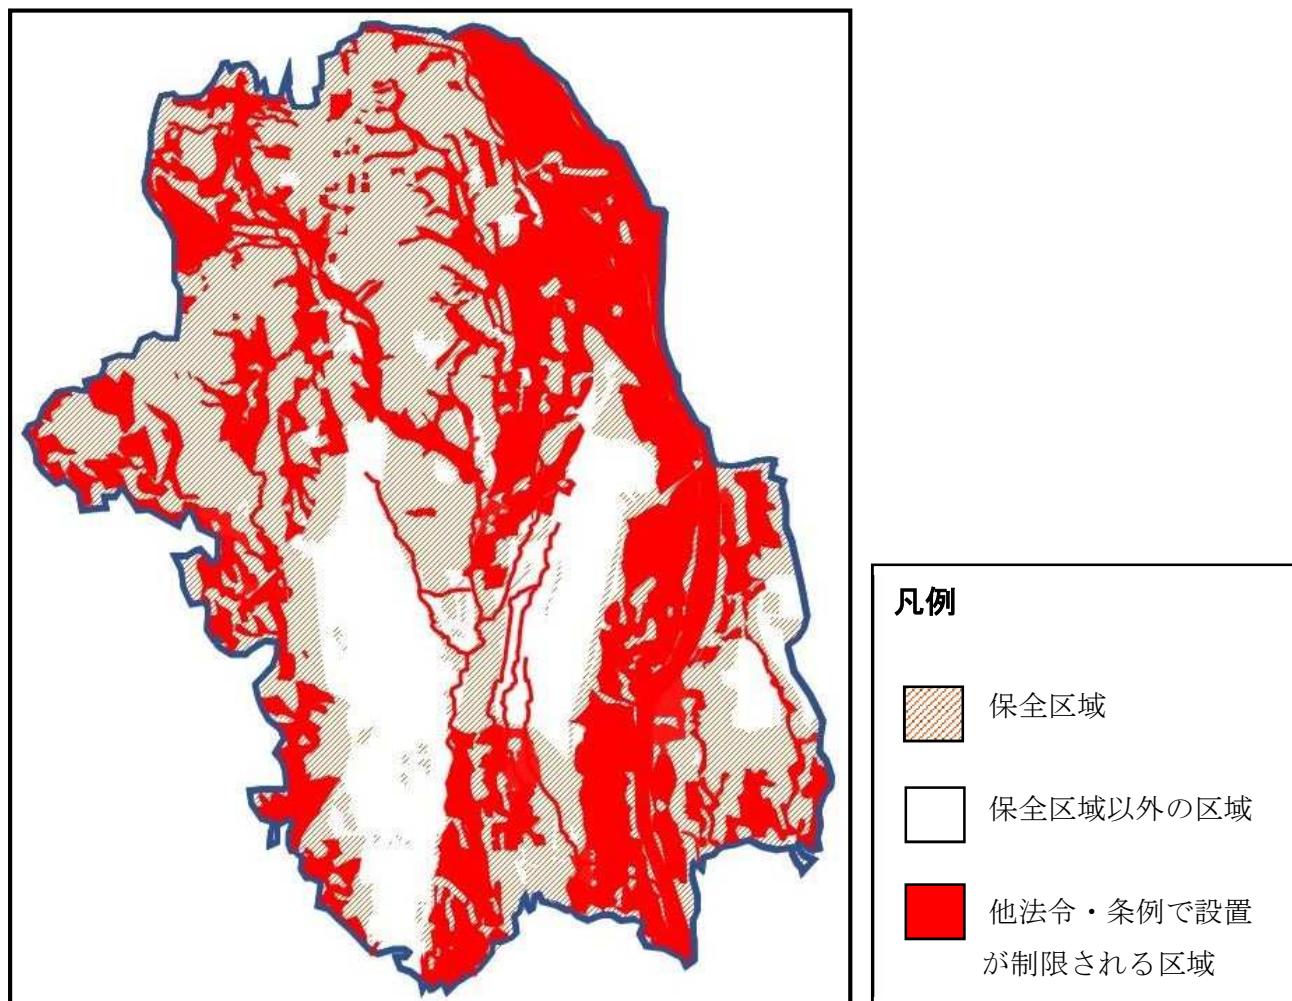 凡例
保全区域
保全区域以外の区域
他法令・条例で設置
が制限される区域